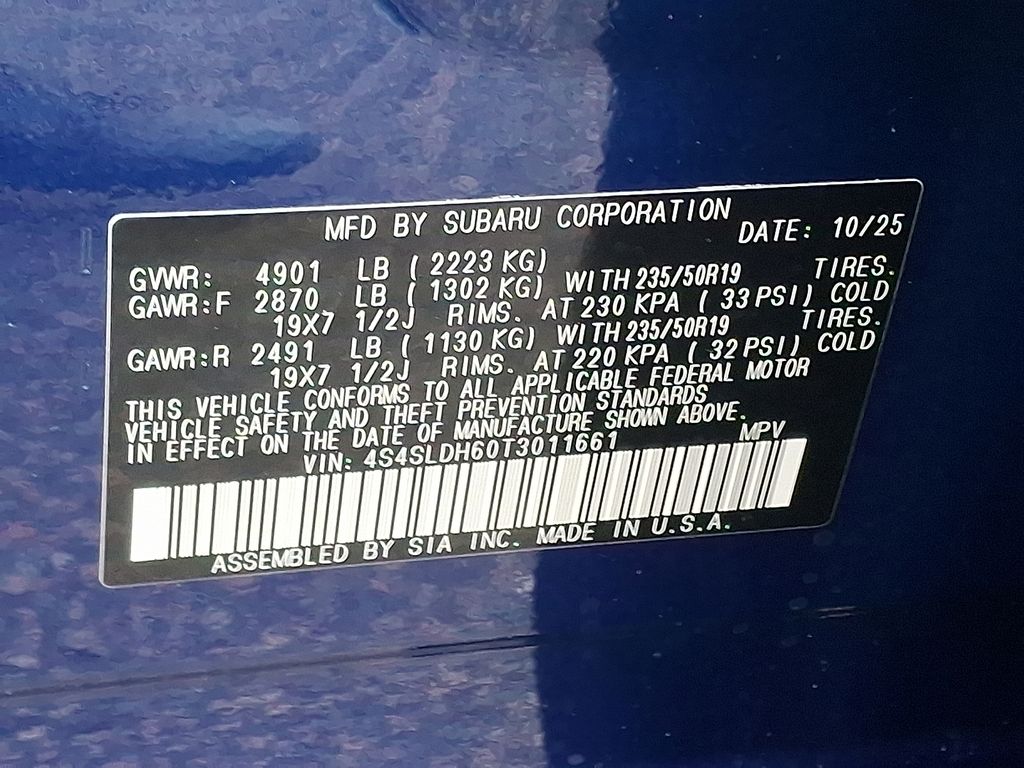 MFD BY SUBARU CORPORATION DATE: 10/25
GVWR: 4901 LB ( 2223 KG)
GAWR:F 2870 LB ( 1302 KG) WITH 235/50R19 TIRES.
19X7 1/2J RIMS. AT 230 KPA ( 33 PSI) COLD
GAWR:R 2491 LB ( 1130 KG) WITH 235/50R19 TIRES.
19X7 1/2J RIMS. AT 220 KPA ( 32 PSI) COLD
THIS VEHICLE CONFORMS TO ALL APPLICABLE FEDERAL MOTOR
VEHICLE SAFETY AND THEFT PREVENTION STANDARDS
IN EFFECT ON THE DATE OF MANUFACTURE SHOWN ABOVE.
VIN: 4S4SLDH60T3011661 MPV
ASSEMBLED BY SIA INC. MADE IN U.S.A.